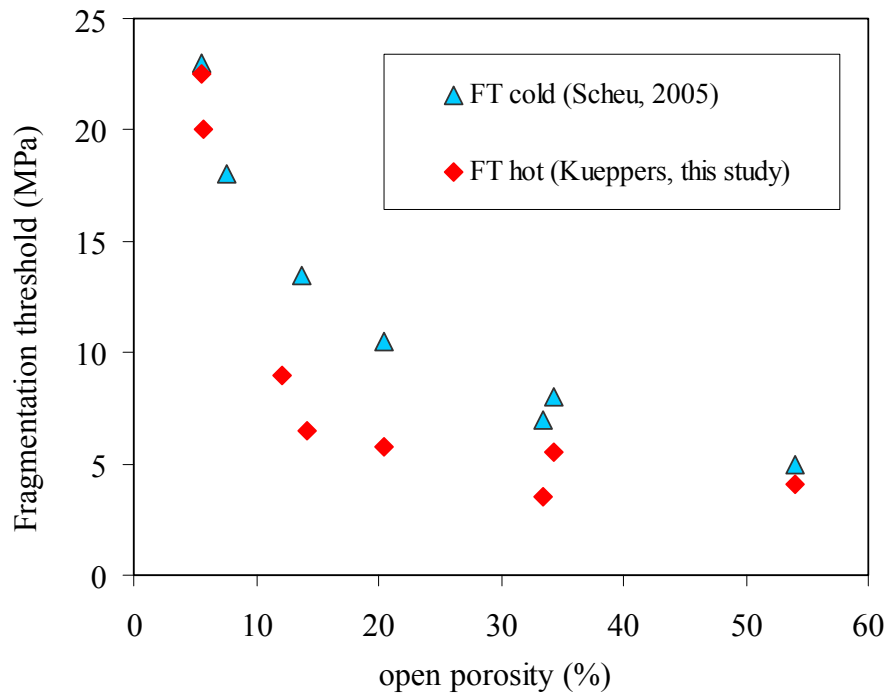 25
20
15
10
5
0
Fragmentation threshold (MPa)
FT cold (Scheu, 2005)
FT hot (Kueppers, this study)
0 10 20 30 40 50 60
open porosity (%)